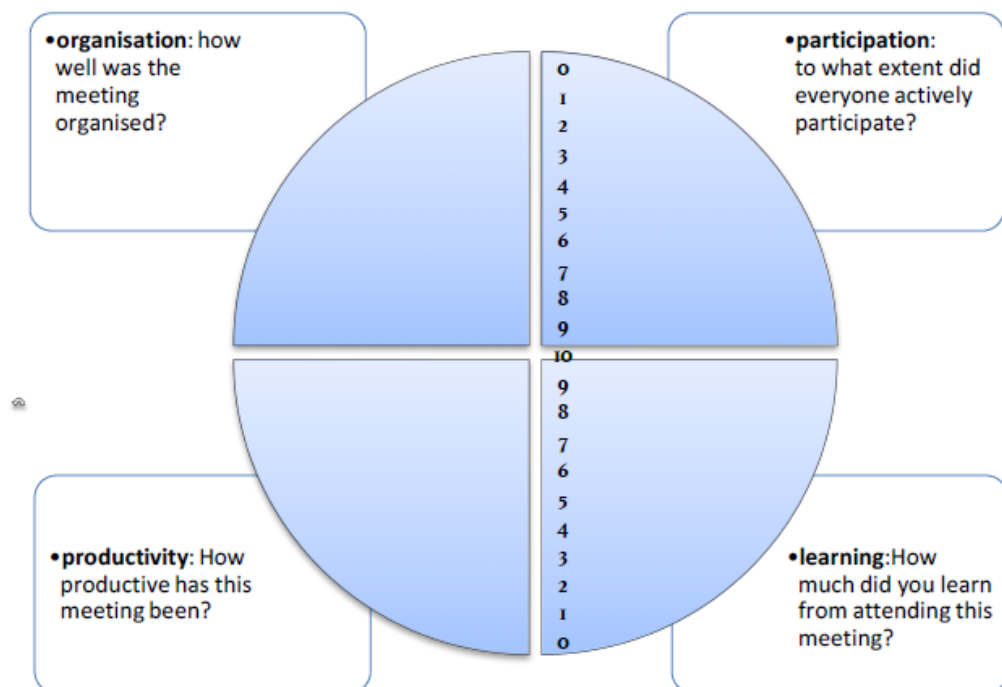 •organisation: how
well was the
meeting
organised?
•participation:
to what extent did
everyone actively
participate?
0
1
2
3
4
5
6
7
8
9
10
9
8
7
6
5
4
3
2
1
0
•productivity: How
productive has this
meeting been?
•learning:How
much did you learn
from attending this
meeting?